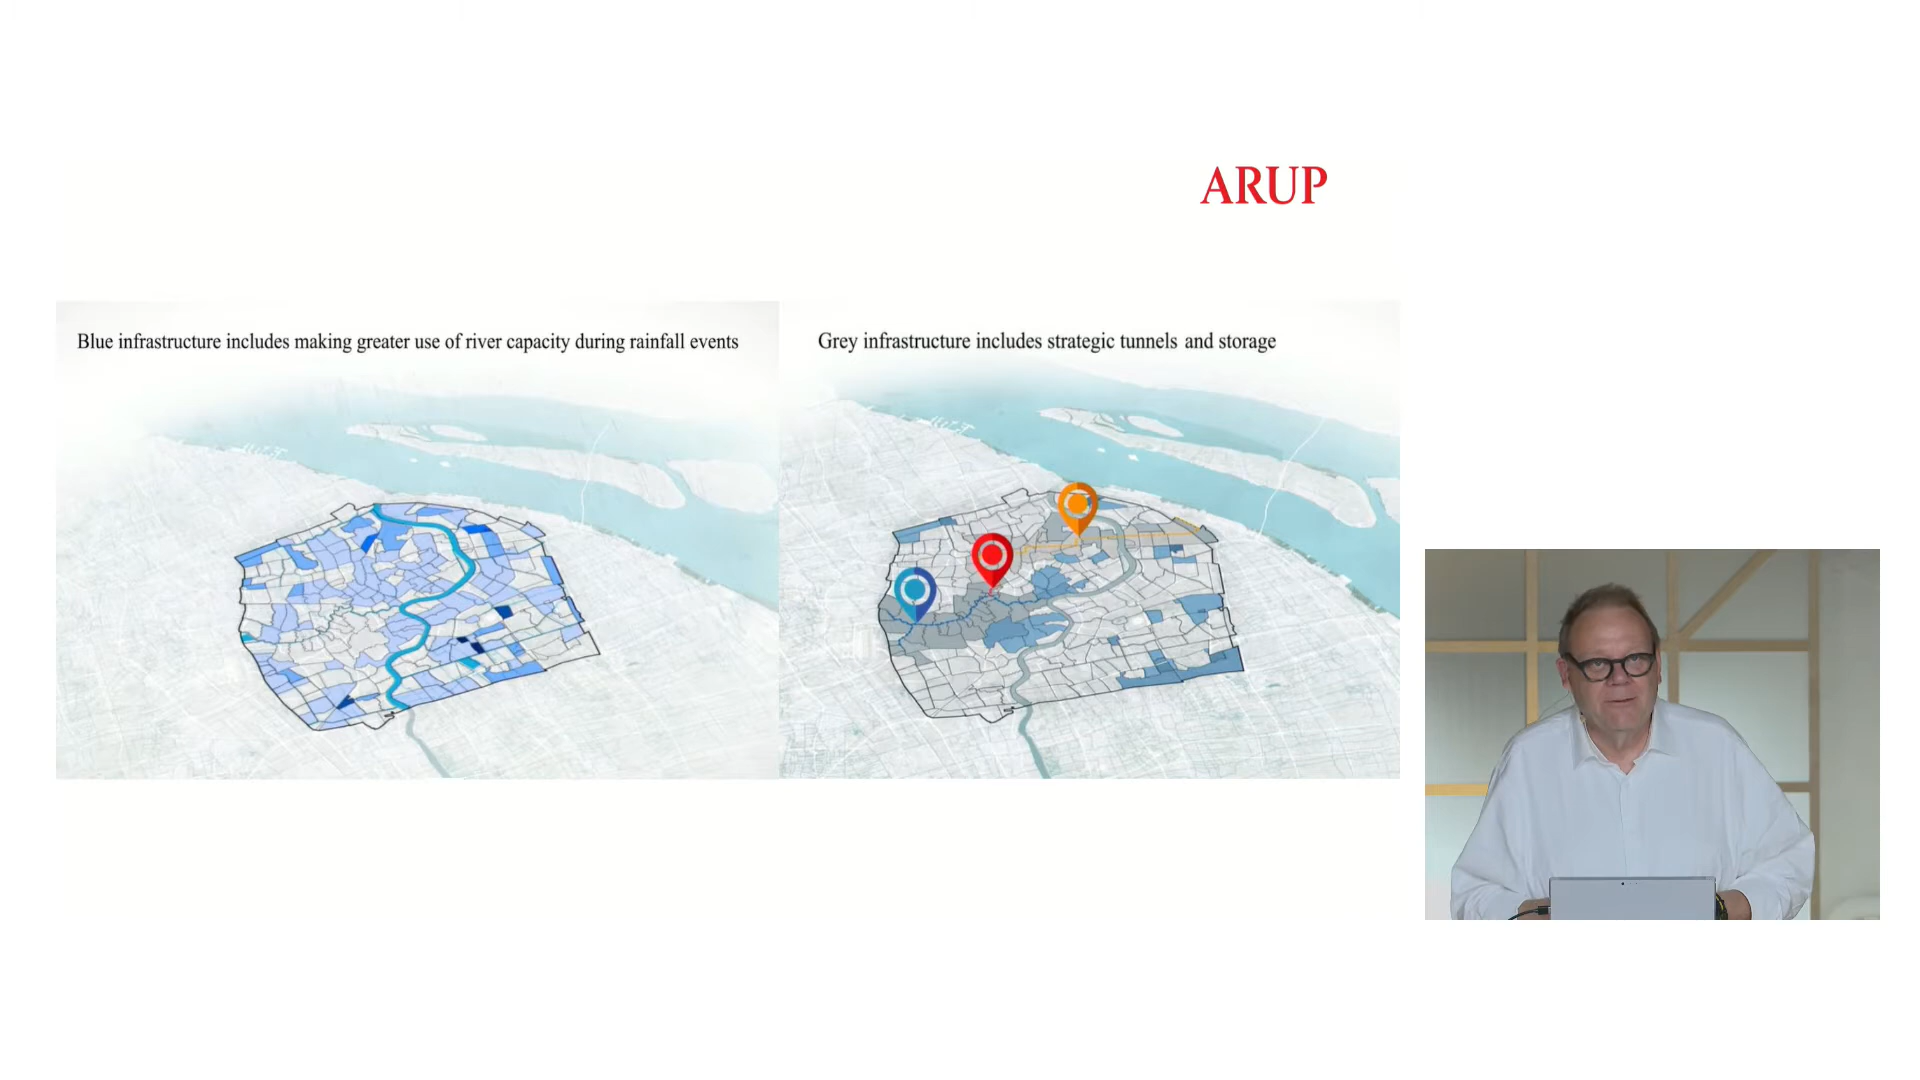 ARUP
Blue infrastructure includes making greater use of river capacity during rainfall events
Grey infrastructure includes strategic tunnels and storage